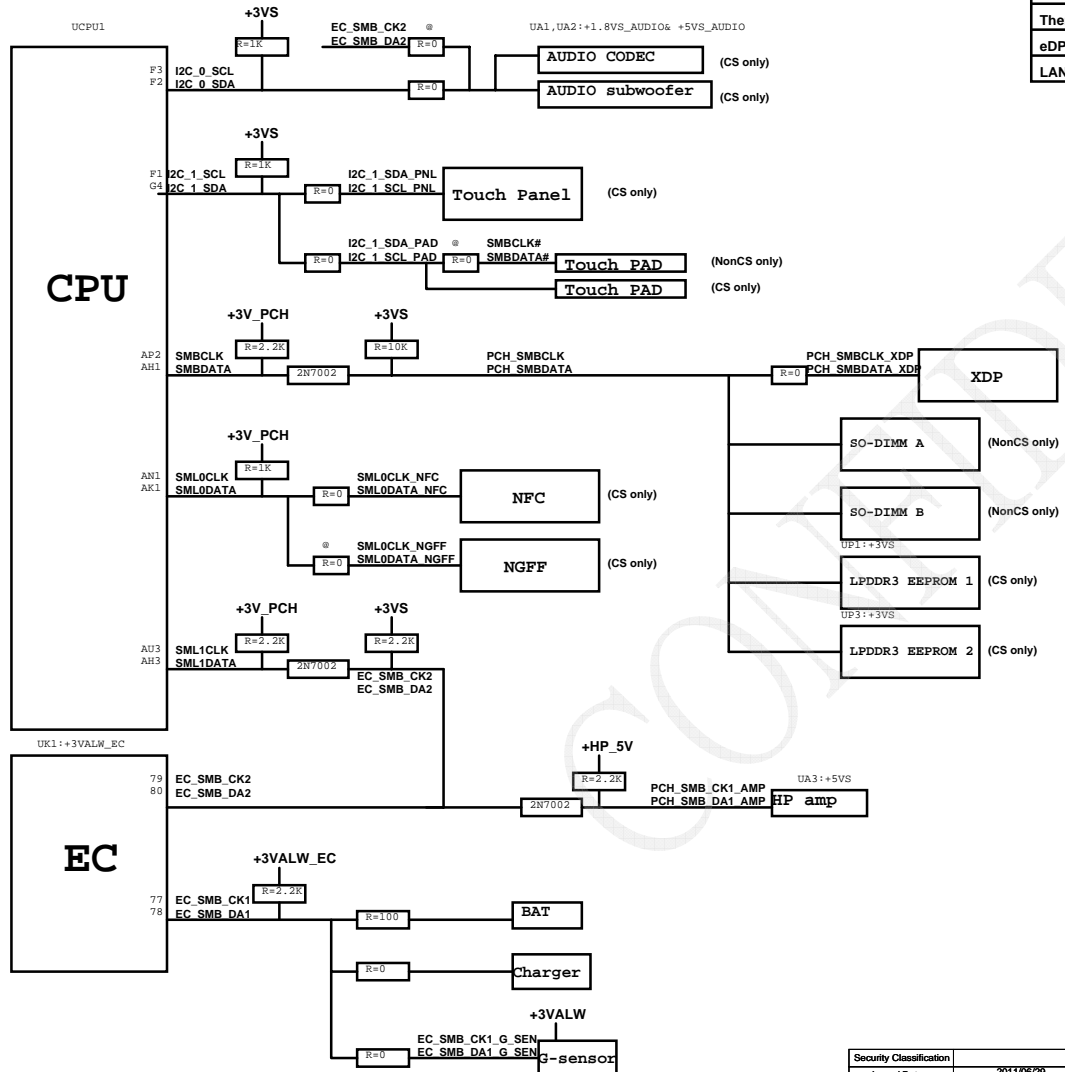 UCPU1
+3VS
R=1K
EC_SMB_CK2
EC_SMB_DA2
@
R=0
UA1,UA2:+1.8VS_AUDIO& +5VS_AUDIO
AUDIO CODEC
(CS only)
F3
F2
I2C_0_SCL
I2C_0_SDA
R=0
AUDIO subwoofer
(CS only)
The
eDP
LAN
+3VS
R=1K
F1
G4
I2C_1_SCL
I2C_1_SDA
R=0
I2C_1_SDA_PNL
I2C_1_SCL_PNL
Touch Panel
(CS only)
R=0
I2C_1_SDA_PAD
I2C_1_SCL_PAD
@
R=0
SMBCLK#
SMBDATA#
Touch PAD
(NonCS only)
Touch PAD
(CS only)
CPU
+3V_PCH
R=2.2K
+3VS
R=10K
AP2
AH1
SMBCLK
SMBDATA
2N7002
PCH_SMBCLK
PCH_SMBDATA
R=0
PCH_SMBCLK_XDP
PCH_SMBDATA_XDP
XDP
SO-DIMM A
(NonCS only)
SO-DIMM B
(NonCS only)
UP1:+3VS
LPDDR3 EEPROM 1
(CS only)
UP3:+3VS
LPDDR3 EEPROM 2
(CS only)
+3V_PCH
R=1K
AN1
AK1
SML0CLK
SML0DATA
R=0
SML0CLK_NFC
SML0DATA_NFC
NFC
(CS only)
@
R=0
SML0CLK_NGFF
SML0DATA_NGFF
NGFF
(CS only)
+3V_PCH
R=2.2K
+3VS
R=2.2K
AU3
AH3
SML1CLK
SML1DATA
2N7002
EC_SMB_CK2
EC_SMB_DA2
UK1:+3VALW_EC
79
80
EC_SMB_CK2
EC_SMB_DA2
2N7002
+HP_5V
R=2.2K
PCH_SMB_CK1_AMP
PCH_SMB_DA1_AMP
UA3:+5VS
HP amp
EC
+3VALW_EC
R=2.2K
77
78
EC_SMB_CK1
EC_SMB_DA1
R=100
BAT
R=0
Charger
+3VALW
R=0
EC_SMB_CK1_G_SEN
EC_SMB_DA1_G_SEN
G-sensor
Security Classification
2011/06/29